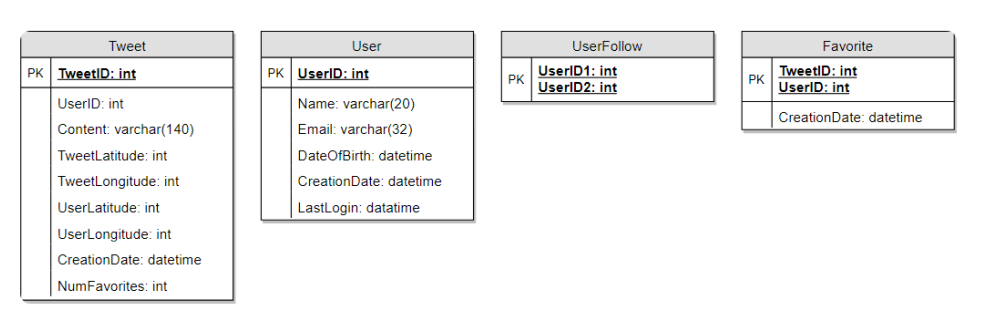 Tweet
PK TweetID: int
UserID: int
Content: varchar(140)
TweetLatitude: int
TweetLongitude: int
UserLatitude: int
UserLongitude: int
CreationDate: datetime
NumFavorites: int
User
PK UserID: int
Name: varchar(20)
Email: varchar(32)
DateOfBirth: datetime
CreationDate: datetime
LastLogin: datatime
UserFollow
PK UserID1: int
UserID2: int
Favorite
PK TweetID: int
UserID: int
CreationDate: datetime